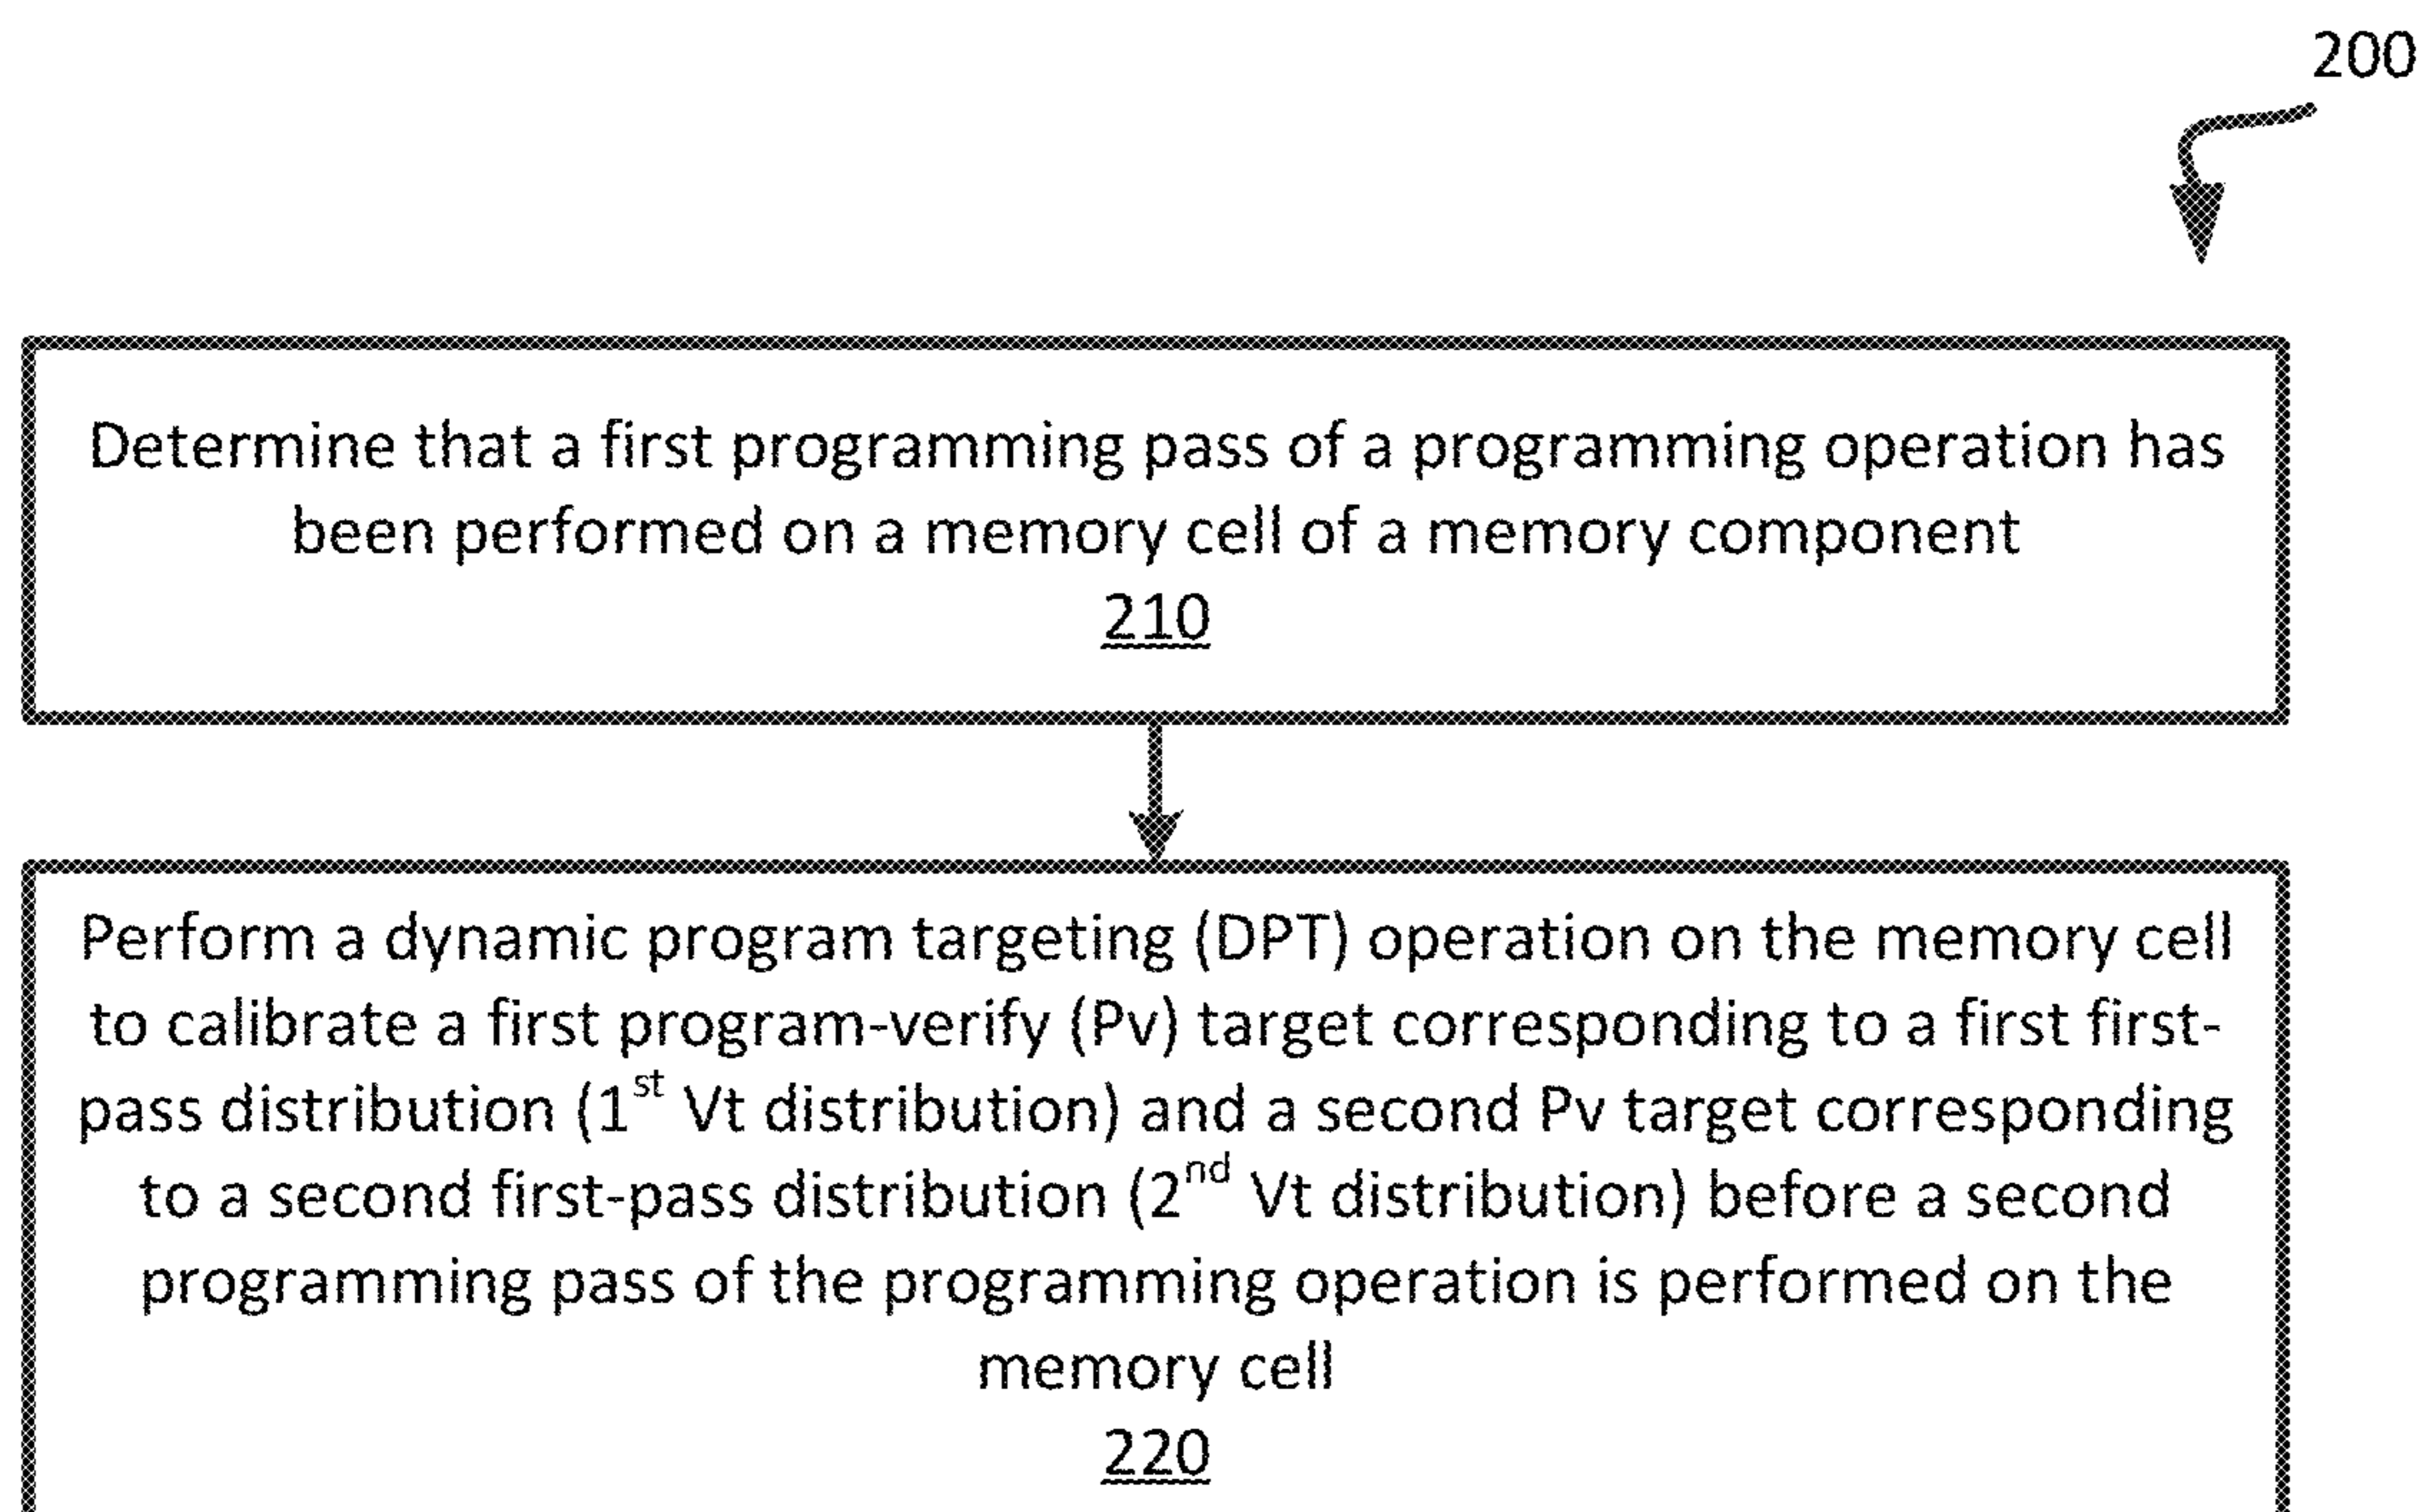 200
Determine that a first programming pass of a programming operation has
been performed on a memory cell of a memory component
210
Perform a dynamic program targeting (DPT) operation on the memory cell
to calibrate a first program-verify (Pv) target corresponding to a first first-
pass distribution (1st Vt distribution) and a second Pv target corresponding
to a second first-pass distribution (2nd Vt distribution) before a second
programming pass of the programming operation is performed on the
memory cell
220